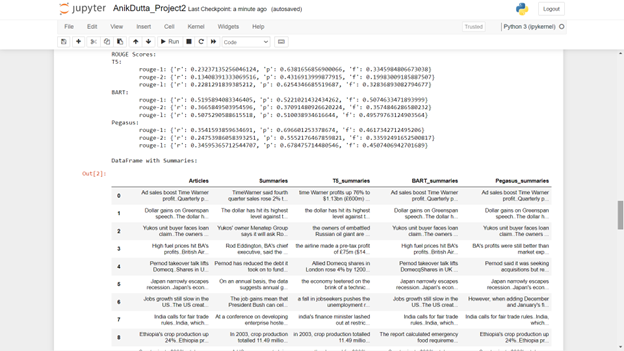 jupyter AnikDutta_Project2 Last Checkpoint: a minute ago (autosaved) Logout
File Edit View Insert Cell Kernel Widgets Help Trusted Python 3 (ipykernel)
Run Code
ROUGE Scores:
T5:
rouge-1: {'r': 0.23237135256046124, 'p': 0.6381656856900066, 'f': 0.3345984806673038}
rouge-2: {'r': 0.13408391333069516, 'p': 0.4316913999877915, 'f': 0.19983009185887507}
rouge-l: {'r': 0.2281291839385212, 'p': 0.6254346685519687, 'f': 0.32836893082794677}
BART:
rouge-1: {'r': 0.5195894083346405, 'p': 0.5221021432434262, 'f': 0.5074633471893999}
rouge-2: {'r': 0.3665849503954596, 'p': 0.37091480926620224, 'f': 0.3574846286580232}
rouge-l: {'r': 0.5075290588615518, 'p': 0.510038934616644, 'f': 0.49579763124903564}
Pegasus:
rouge-1: {'r': 0.3541593859634691, 'p': 0.696601253378674, 'f': 0.4617342712495206}
rouge-2: {'r': 0.24753986058393251, 'p': 0.5552176467859821, 'f': 0.33592491652500817}
rouge-l: {'r': 0.34595365712544707, 'p': 0.678475714480546, 'f': 0.4507406942701689}
DataFrame with Summaries:
Out[2]:
Articles Summaries T5_summaries BART_summaries Pegasus_summaries
0 Ad sales boost Time Warner TimeWarner said fourth time Warner profits up 76% to Ad sales boost Time Warner Ad sales boost Time Warner
profit. Quarterly p... quarter sales rose 2% t... $1.13bn (£600m) ... profit. Quarterly p... profit. Quarterly p...
1 Dollar gains on Greenspan The dollar has hit its highest the dollar has hit its highest Dollar gains on Greenspan Dollar gains on Greenspan
speech. The dollar h... level against t... level against the... speech. The dollar h... speech. The dollar h...
2 Yukos unit buyer faces loan Yukos' owner Menatep Group the owners of embattled Yukos unit buyer faces loan Yukos unit buyer faces loan
claim. The owners ... says it will ask Ro... Russian oil giant are ... claim. The owners ... claim. The owners ...
3 High fuel prices hit BA's Rod Eddington, BA's chief the airline made a pre-tax profit High fuel prices hit BA's BA's profits were still better than
profits. British Air... executive, said the ... of £75m ($14... profits. British Air... market exp...
4 Pernod takeover talk lifts Pernod has reduced the debit it Allied Domecq shares in Pernod takeover talk lifts Pernod said it was seeking
Domecq. Shares in U... took on to fund... London rose 4% by 1200... DomecqShares in UK ... acquisitions but re...
5 Japan narrowly escapes On an annual basis, the data the economy teetered on the Japan narrowly escapes Japan narrowly escapes
recession. Japan's econ... suggests annual g... brink of a technic... recession. Japan's econ... recession. Japan's econ...
6 Jobs growth still slow in the The job gains mean that a fall in jobseekers pushes the Jobs growth still slow in the However, when adding December
US. The US creat... President Bush can cel... unemployment r... US. The US creat... and January's fi...
7 India calls for fair trade At a conference on developing india's finance minister lashed India calls for fair trade India calls for fair trade rules. India,
rules. India, which... enterprise hoste... out at restric... rules. India, which... which...
8 Ethiopia's crop production up In 2003, crop production in 2003, crop production totalled The report calculated emergency Ethiopia's crop production up
24%. Ethiopia pr... totalled 11.49 millio... 11.49 millio... food requireme... 24%. Ethiopia pr...